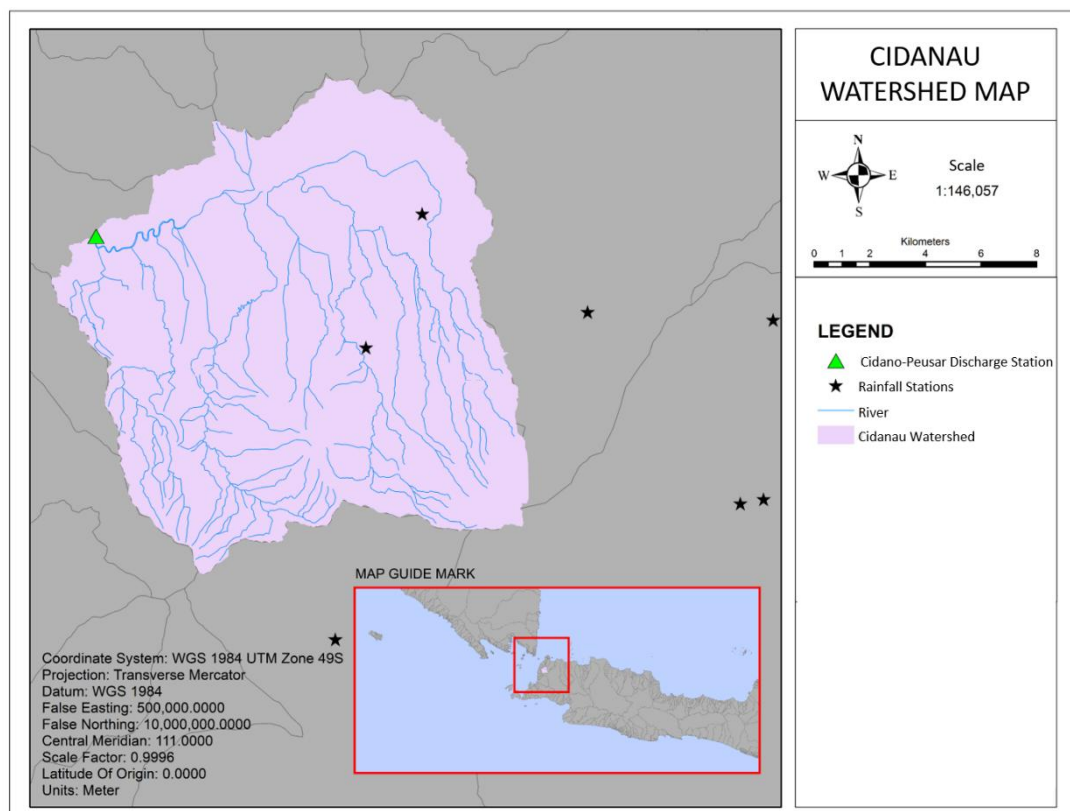 CIDANAU
WATERSHED MAP
N
W
E
S
Scale
1:146,057
Kilometers
0 1 2 4 6 8
LEGEND
Cidano-Peusar Discharge Station
Rainfall Stations
River
Cidanau Watershed
MAP GUIDE MARK
Coordinate System: WGS 1984 UTM Zone 49S
Projection: Transverse Mercator
Datum: WGS 1984
False Easting: 500,000.0000
False Northing: 10,000,000.0000
Central Meridian: 111.0000
Scale Factor: 0.9996
Latitude Of Origin: 0.0000
Units: Meter